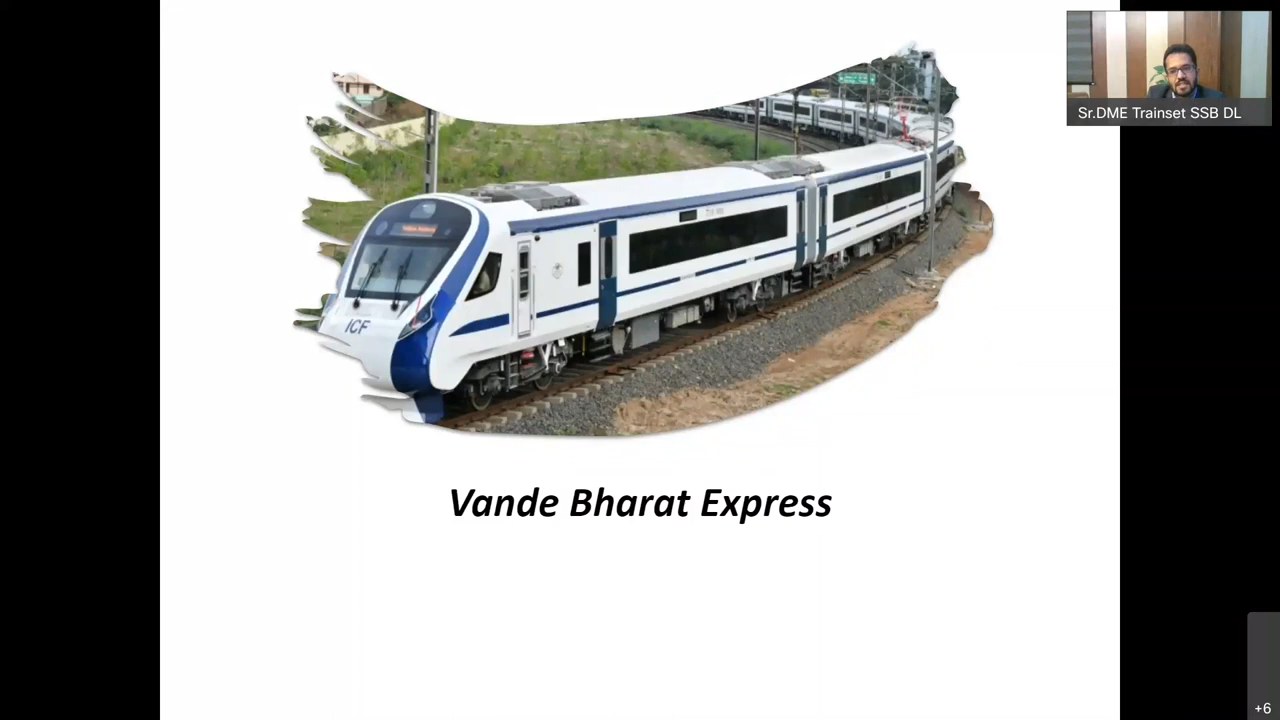 Sr.DME Trainset SSB DL
ICF
Vande Bharat Express
+6